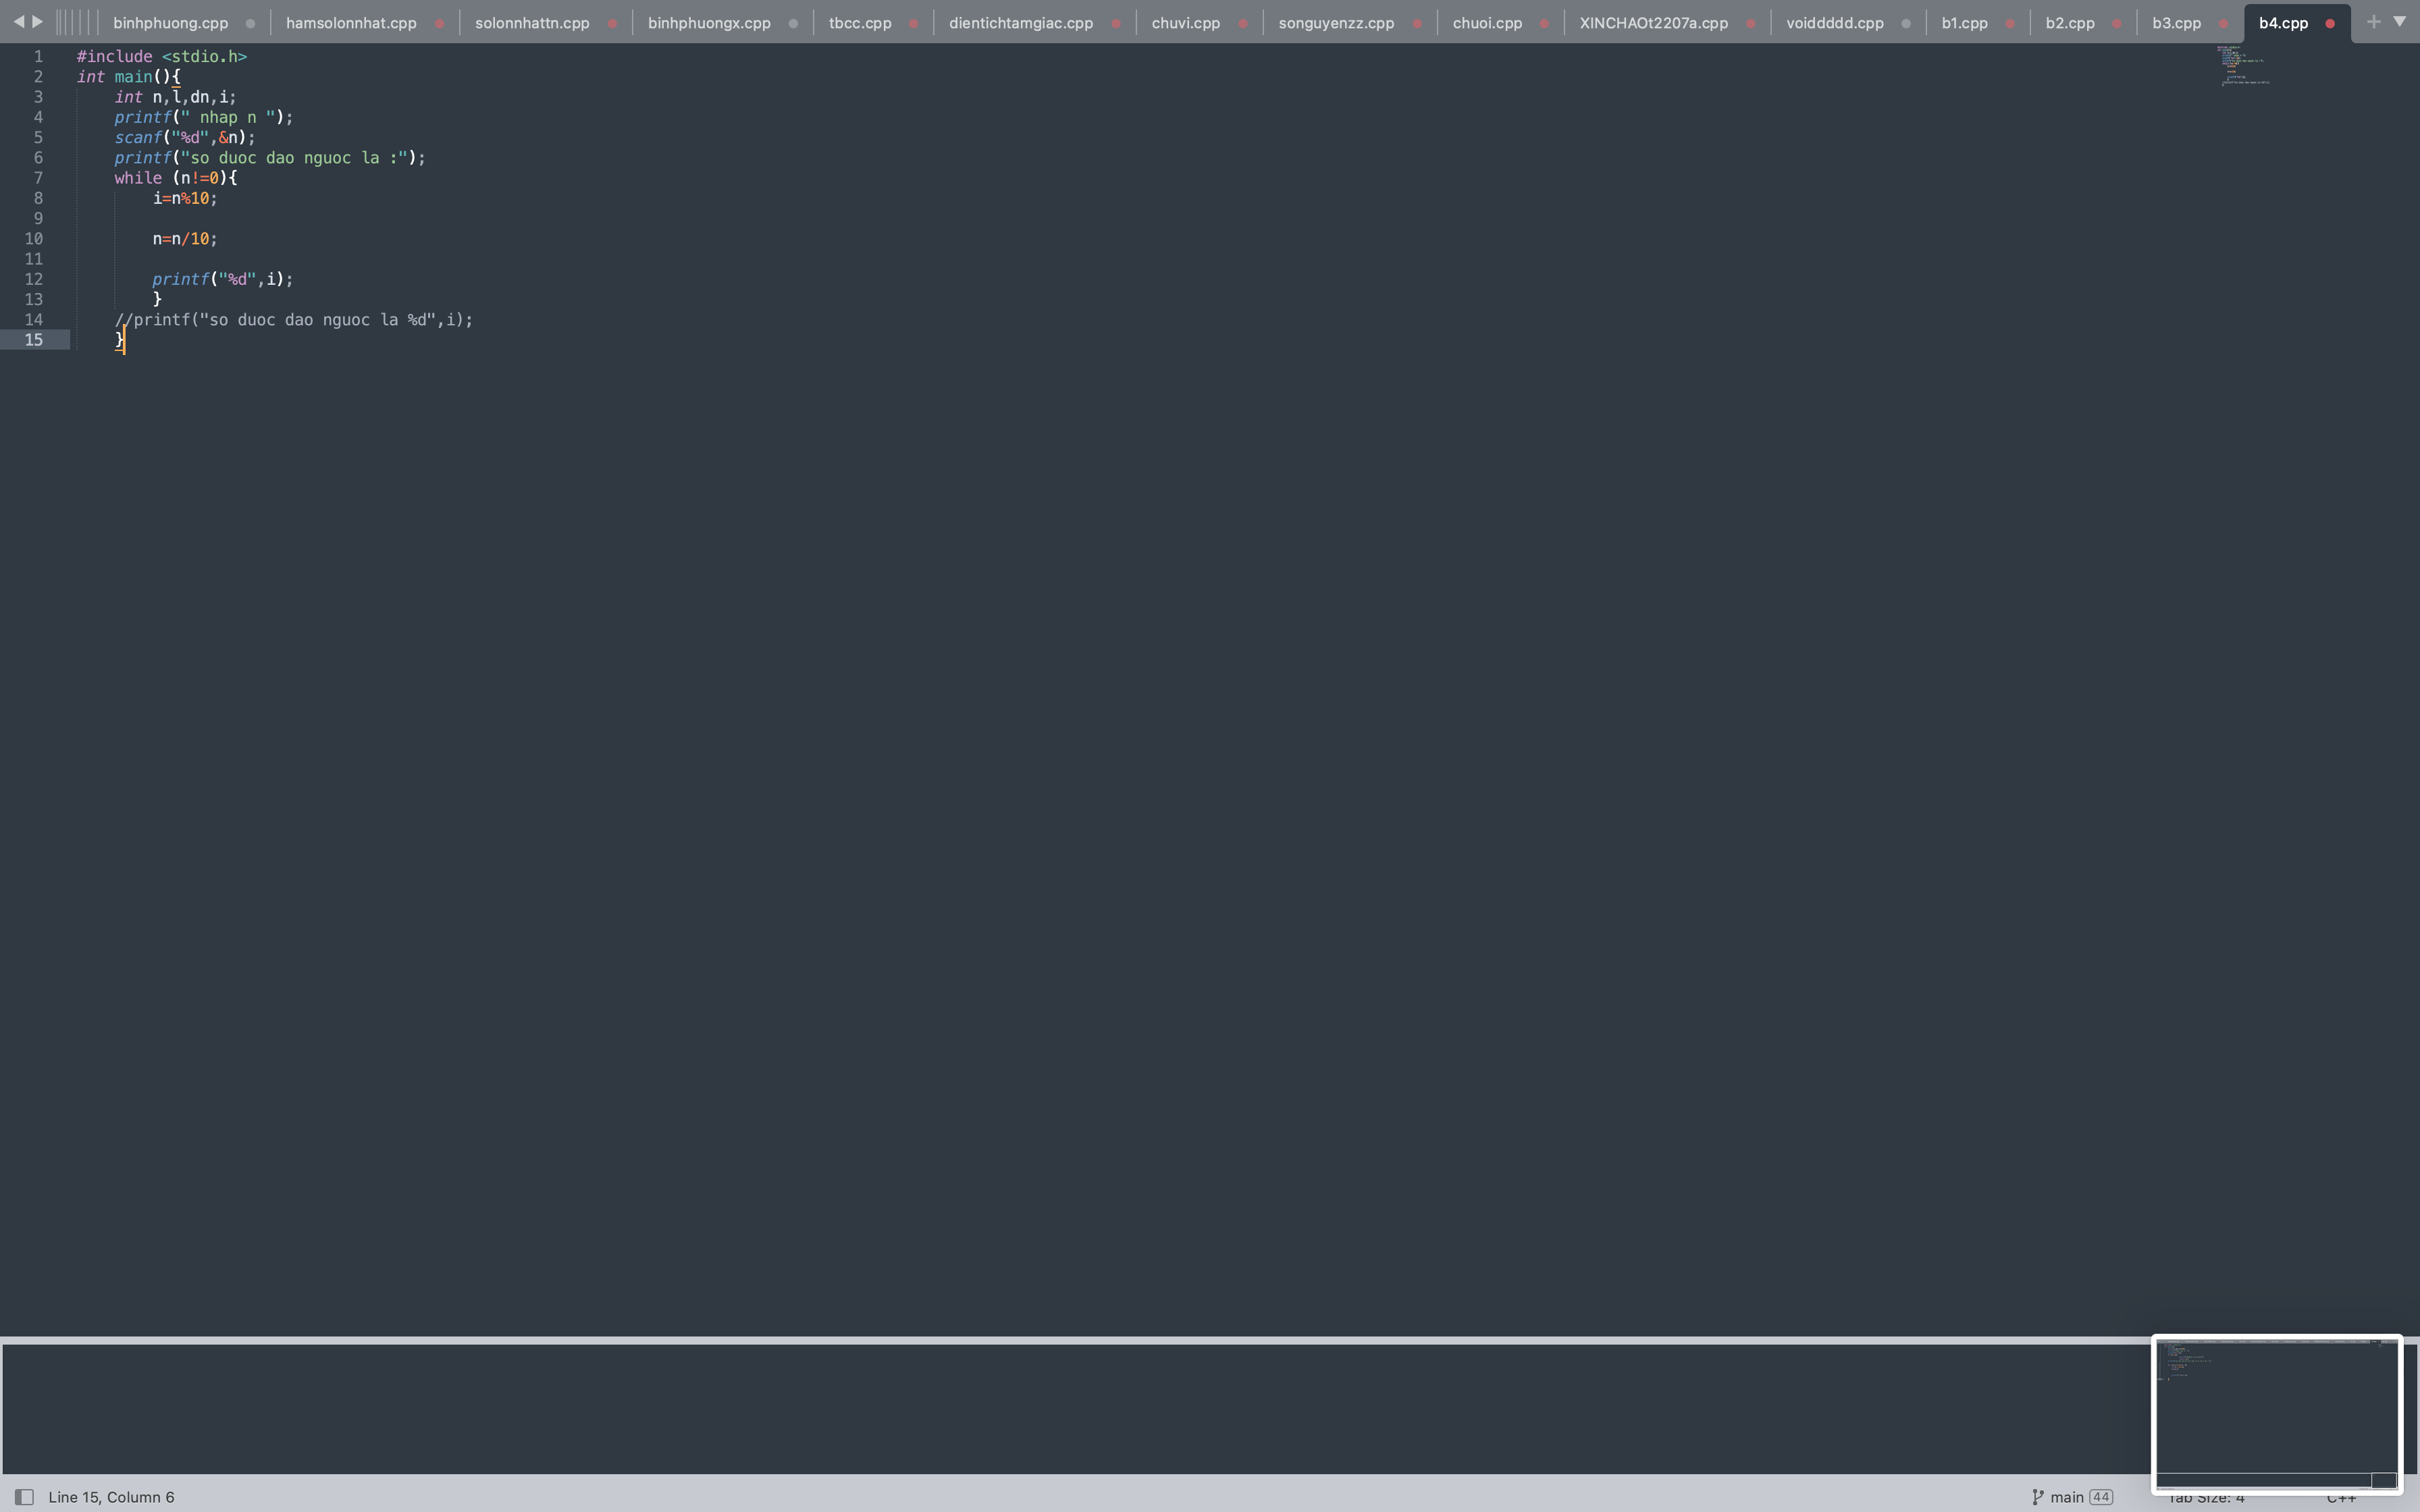 binhphuong.cpp hamsolonnhat.cpp solonnhattn.cpp binhphuongx.cpp tbcc.cpp dientichtamgiac.cpp chuvi.cpp songuyenzz.cpp chuoi.cpp XINCHAOt2207a.cpp voiddddd.cpp b1.cpp b2.cpp b3.cpp b4.cpp
1 #include <stdio.h>
2 int main(){
3 int n,l,dn,i;
4 printf(" nhap n ");
5 scanf("%d",&n);
6 printf("so duoc dao nguoc la :");
7 while (n!=0){
8 i=n%10;
9
10 n=n/10;
11
12 printf("%d",i);
13 }
14 //printf("so duoc dao nguoc la %d",i);
15 }
Line 15, Column 6 main 44 Tab Size: 4 C++